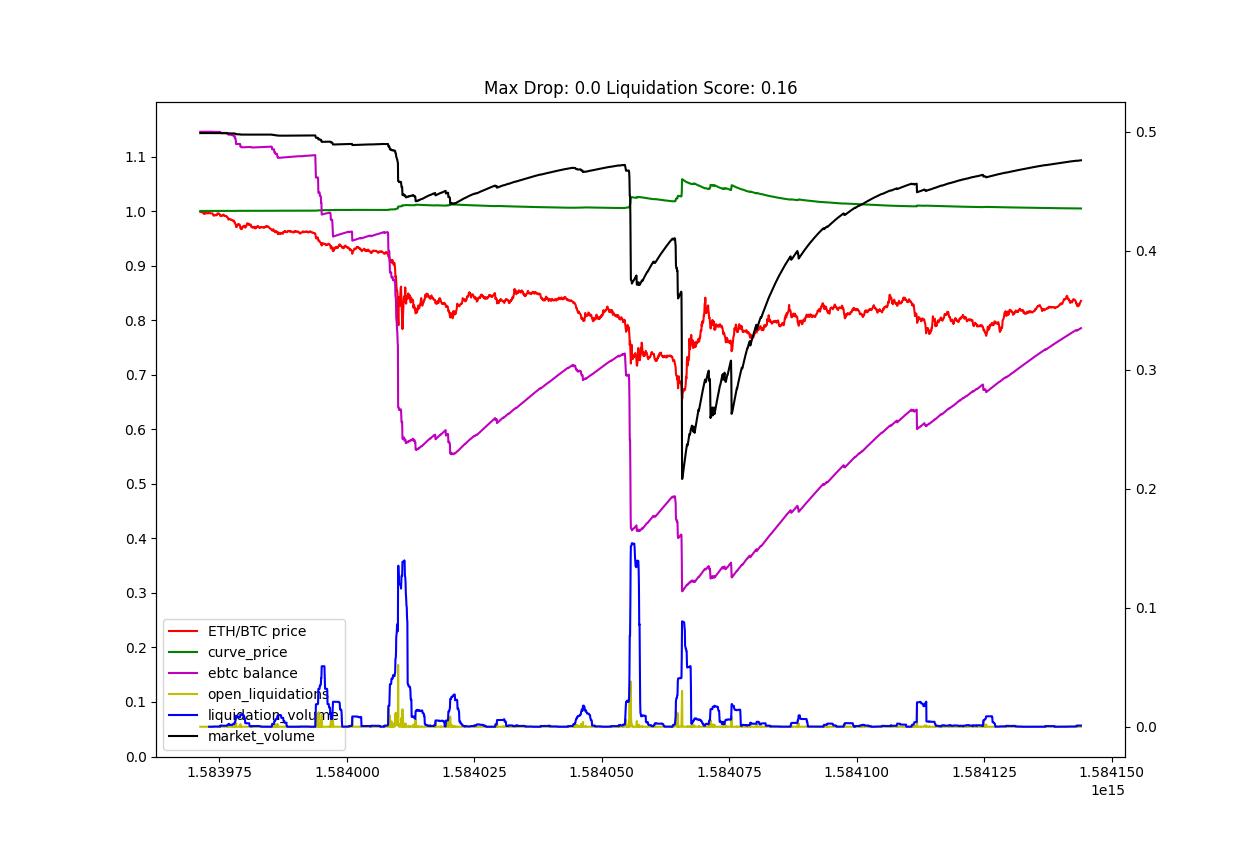 Max Drop: 0.0 Liquidation Score: 0.16
1.1
1.0
0.9
0.8
0.7
0.6
0.5
0.4
0.3
0.2
0.1
0.0
0.5
0.4
0.3
0.2
0.1
0.0
ETH/BTC price
curve_price
ebtc balance
open_liquidations
liquidation_volume
market_volume
1.583975 1.584000 1.584025 1.584050 1.584075 1.584100 1.584125 1.584150
1e15